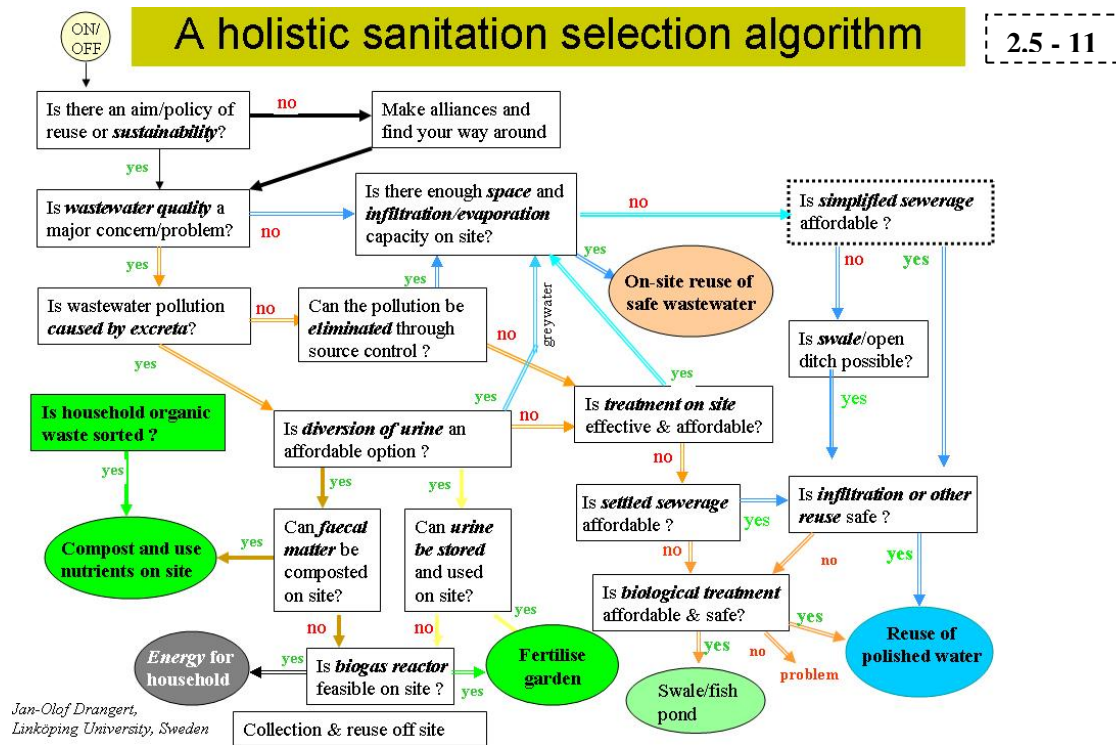 ON/
OFF
A holistic sanitation selection algorithm
2.5 - 11
Is there an aim/policy of
reuse or sustainability?
no
Make alliances and
find your way around
yes
Is wastewater quality a
major concern/problem?
no
Is there enough space and
infiltration/evaporation
capacity on site?
no
Is simplified sewerage
affordable ?
yes
yes
On-site reuse of
safe wastewater
no
yes
Is wastewater pollution
caused by excreta?
no
Can the pollution be
eliminated through
source control ?
yes
no
greywater
Is swale/open
ditch possible?
yes
yes
yes
Is household organic
waste sorted ?
yes
Is diversion of urine an
affordable option ?
yes
no
Is treatment on site
effective & affordable?
yes
no
yes
yes
Can faecal
matter be
composted
on site?
yes
Compost and use
nutrients on site
Can urine
be stored
and used
on site?
yes
Is settled sewerage
affordable ?
yes
Is infiltration or other
reuse safe ?
no
no
yes
Is biological treatment
affordable & safe?
yes
yes
no
problem
Reuse of
polished water
no
no
Energy for
household
yes
Is biogas reactor
feasible on site ?
yes
Fertilise
garden
Swale/fish
pond
Jan-Olof Drangert,
Linköping University, Sweden
Collection & reuse off site